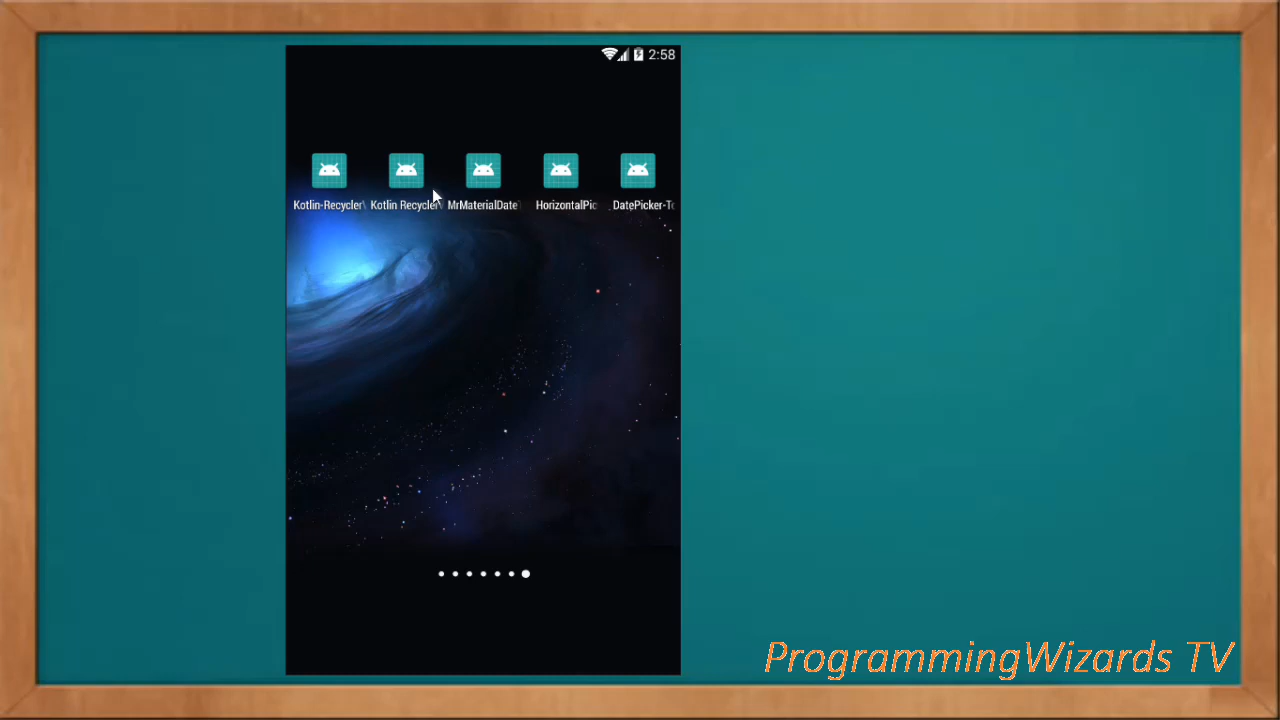 2:58
Kotlin-Recycler Kotlin Recycler MrMaterialDate HorizontalPic DatePicker-To
ProgrammingWizards TV